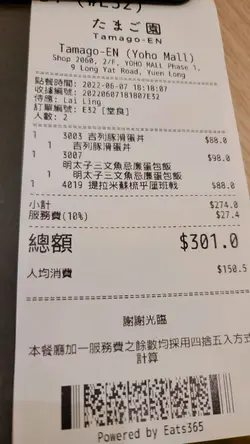 (#E32)
たまご園
Tamago-EN
Tamago-EN (Yoho Mall)
Shop 2060, 2/F, YOHO MALL Phase 1,
9 Long Yat Road, Yuen Long
點餐時間: 2022-06-07 18:18:07
收據編號: 20220607181807E32
侍應: Lai Ling
訂單編號: E32 [堂食]
人數: 2
1 3003 吉列豚滑蛋丼 $88.0
1 吉列豚滑蛋丼
1 3007 $98.0
明太子三文魚忌廉蛋包飯
1 明太子三文魚忌廉蛋包飯
1 4019 提拉米蘇梳乎厘班戟 $88.0
小計 $274.0
服務費(10%) $27.4
總額 $301.0
人均消費 $150.5
謝謝光臨
本餐廳加一服務費之餘數均採用四捨五入方式
計算
Powered by Eats365